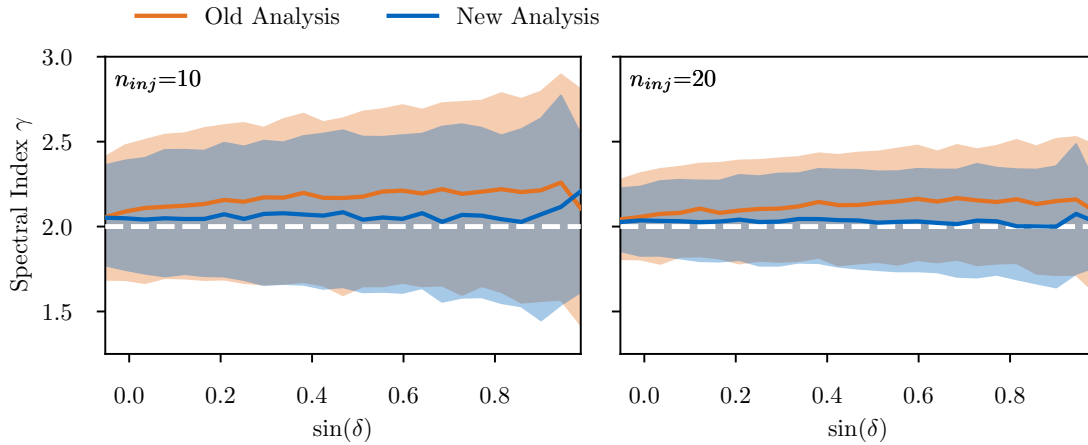 Old Analysis New Analysis
n_inj=10
n_inj=20
Spectral Index γ
3.0
2.5
2.0
1.5
0.0 0.2 0.4 0.6 0.8
0.0 0.2 0.4 0.6 0.8
sin(δ)
sin(δ)